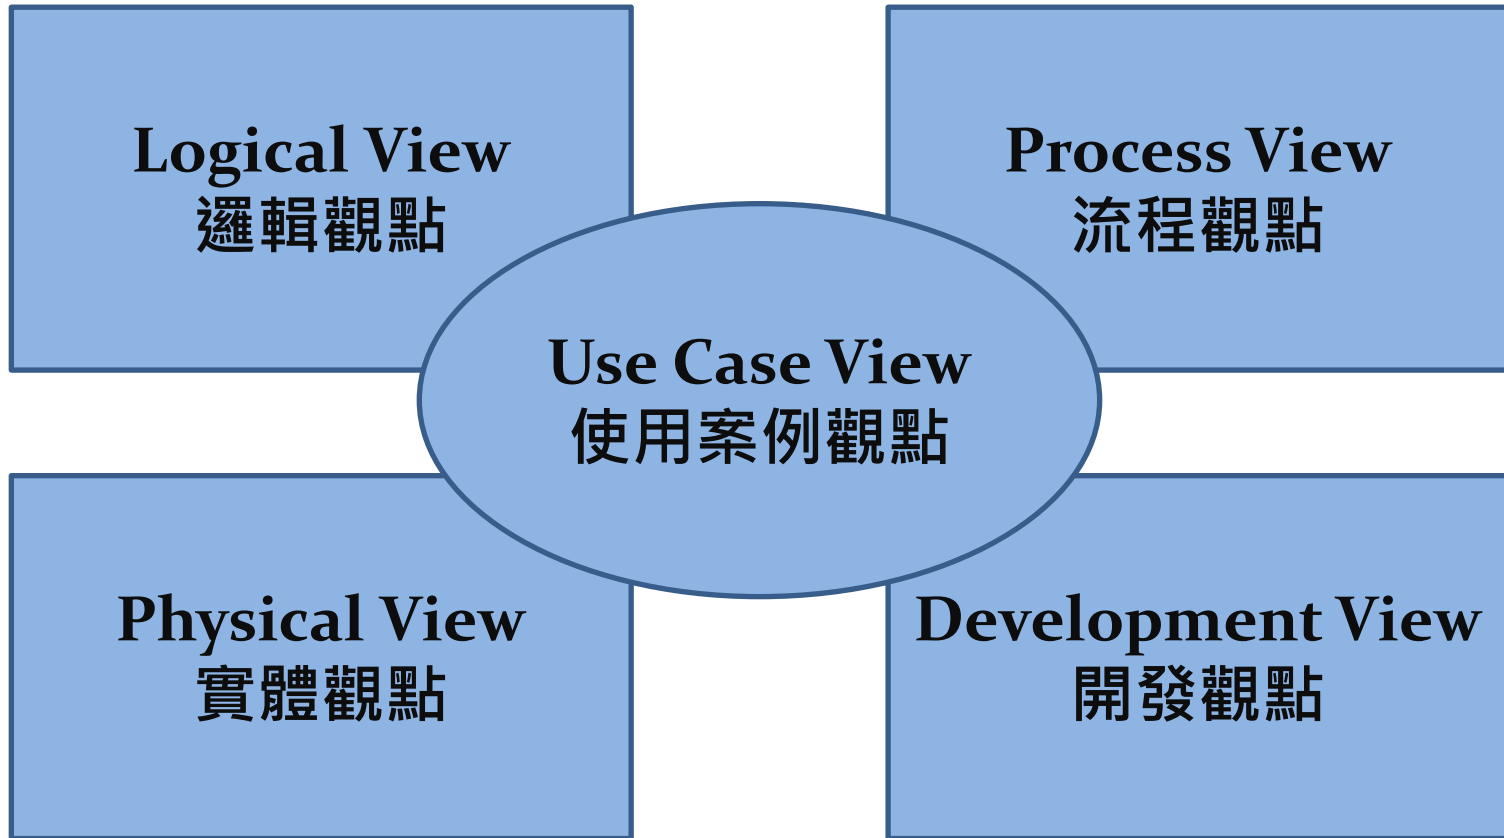 Logical View
邏輯觀點
Process View
流程觀點
Use Case View
使用案例觀點
Physical View
實體觀點
Development View
開發觀點